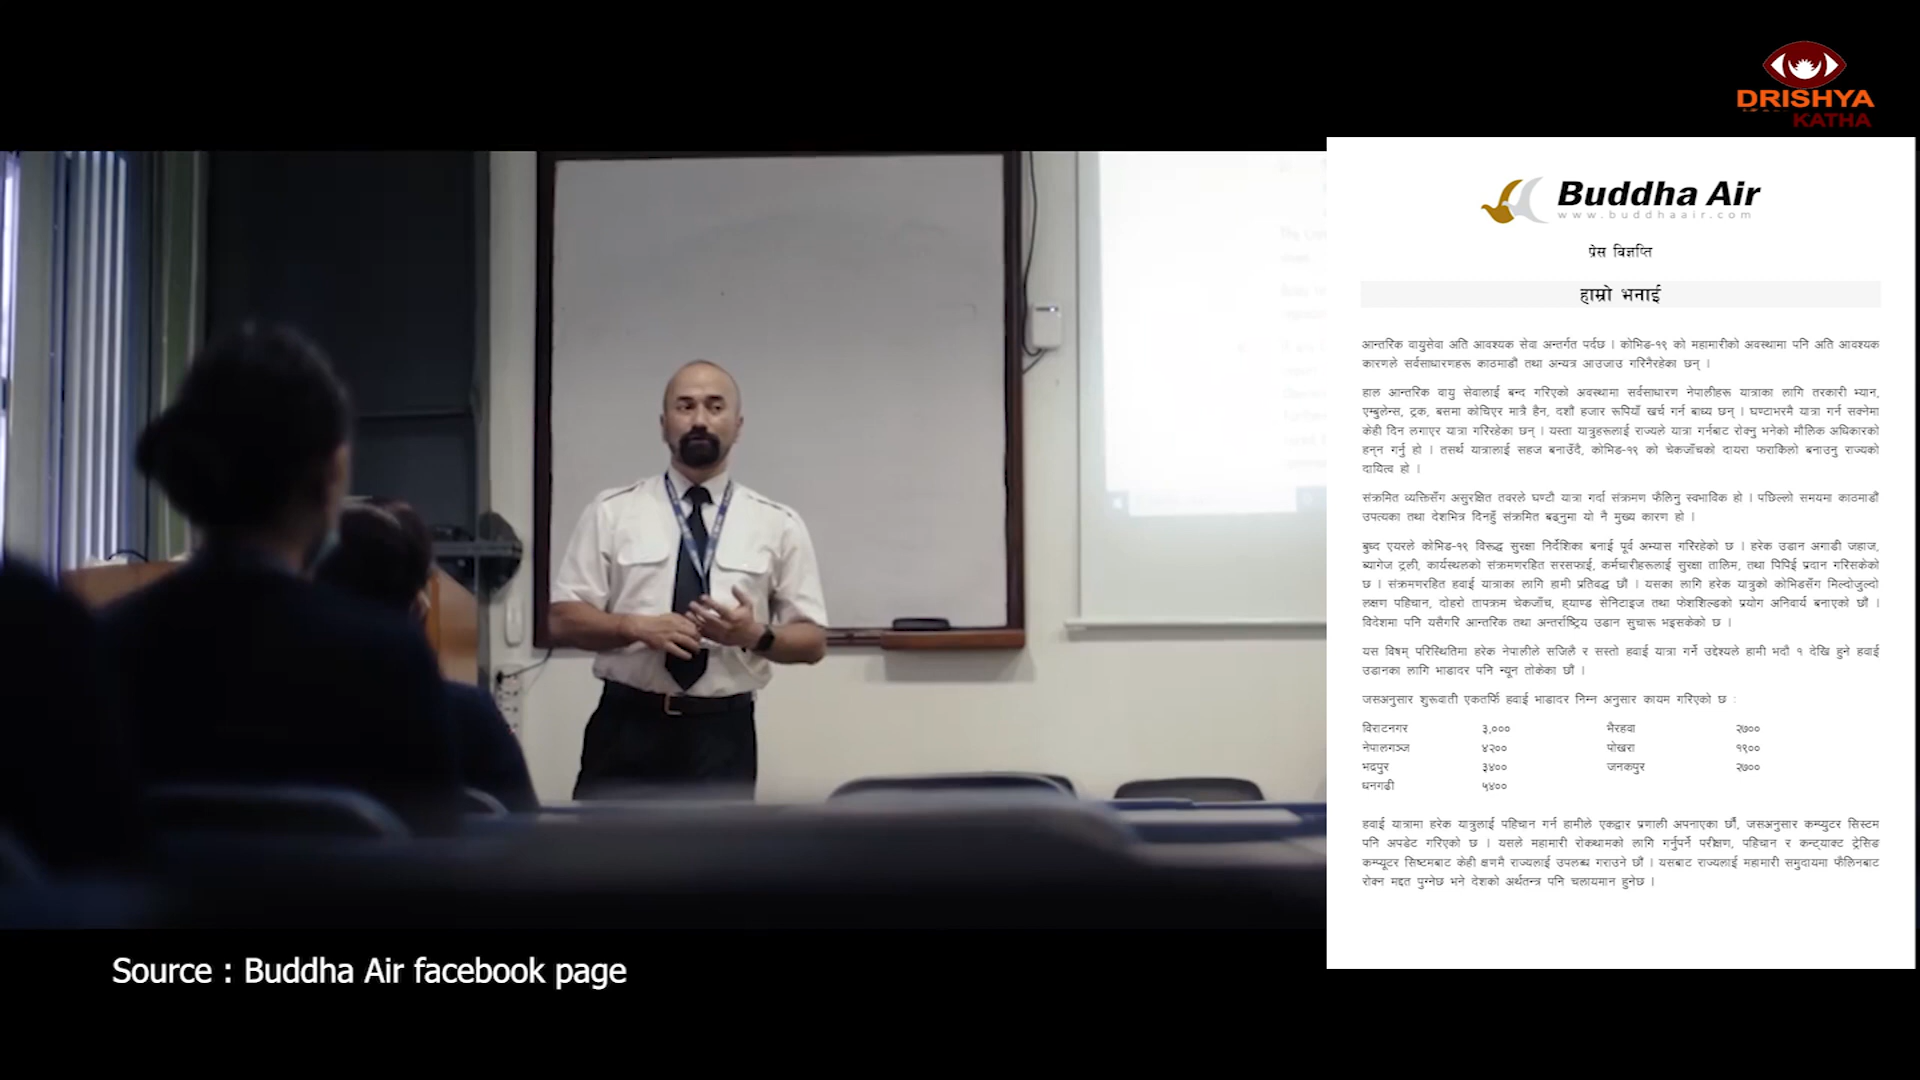 DRISHYA
KATHA
Buddha Air
www.buddhaair.com
प्रेस विज्ञप्ति
हाम्रो भनाई
आन्तरिक वायुसेवा अति आवश्यक सेवा अन्तर्गत पर्दछ । कोभिड-१९ को महामारीको अवस्थामा पनि अति आवश्यक
कारणले सर्वसाधारणहरू काठमाडौं तथा अन्यत्र आउजाउ गरिनैरहेका छन् ।
हाल आन्तरिक वायु सेवालाई बन्द गरिएको अवस्थामा सर्वसाधारण नेपालीहरू यात्राका लागि तरकारी भ्यान,
एम्बुलेन्स, ट्रक, बसमा कोचिएर मात्रै हैन, दशौं हजार रूपियाँ खर्च गर्न बाध्य छन् । घण्टाभरमै यात्रा गर्न सक्नेमा
केही दिन लगाएर यात्रा गरिरहेका छन् । यस्ता यात्रुहरूलाई राज्यले यात्रा गर्नबाट रोक्नु भनेको मौलिक अधिकारको
हनन गर्नु हो । तसर्थ यात्रालाई सहज बनाउँदै, कोभिड-१९ को चेकजाँचको दायरा फराकिलो बनाउनु राज्यको
दायित्व हो ।
संक्रमित व्यक्तिसँग असुरक्षित तवरले घण्टौ यात्रा गर्दा संक्रमण फैलिनु स्वभाविक हो । पछिल्लो समयमा काठमाडौं
उपत्यका तथा देशभित्र दिनहुँ संक्रमित बढ्नुमा यो नै मुख्य कारण हो ।
बुध्द एयरले कोभिड-१९ विरूद्ध सुरक्षा निर्देशिका बनाई पूर्व अभ्यास गरिरहेको छ । हरेक उडान अगाडी जहाज,
ब्यागेज ट्रली, कार्यस्थलको संक्रमणरहित सरसफाई, कर्मचारीहरूलाई सुरक्षा तालिम, तथा पिपिई प्रदान गरिसकेको
छ । संक्रमणरहित हवाई यात्राका लागि हामी प्रतिवद्ध छौं । यसका लागि हरेक यात्रुको कोभिडसँग मिल्दोजुल्दो
लक्षण पहिचान, दोहरो तापक्रम चेकजाँच, ह्याण्ड सेनिटाइज तथा फेशशिल्डको प्रयोग अनिवार्य बनाएको छौं ।
विदेशमा पनि यसैगरि आन्तरिक तथा अन्तर्राष्ट्रिय उडान सुचारू भइसकेको छ ।
यस विषम् परिस्थितिमा हरेक नेपालीले सजिलै र सस्तो हवाई यात्रा गर्ने उद्देश्यले हामी भदौ १ देखि हुने हवाई
उडानका लागि भाडादर पनि न्यून तोकेका छौं ।
जसअनुसार शुरूवाती एकतर्फि हवाई भाडादर निम्न अनुसार कायम गरिएको छ :
विराटनगर ३,००० भैरहवा २७००
नेपालगञ्ज ४२०० पोखरा १९००
भद्रपुर ३४०० जनकपुर २७००
धनगढी ५४००
हवाई यात्रामा हरेक यात्रुलाई पहिचान गर्न हामीले एकद्वार प्रणाली अपनाएका छौं, जसअनुसार कम्प्युटर सिस्टम
पनि अपडेट गरिएको छ । यसले महामारी रोकथामको लागि गर्नुपर्ने परीक्षण, पहिचान र कन्ट्याक्ट ट्रेसिङ
कम्प्यूटर सिष्टमबाट केही क्षणमै राज्यलाई उपलब्ध गराउने छौं । यसबाट राज्यलाई महामारी समुदायमा फैलिनबाट
रोक्न मद्दत पुग्नेछ भने देशको अर्थतन्त्र पनि चलायमान हुनेछ ।
Source : Buddha Air facebook page